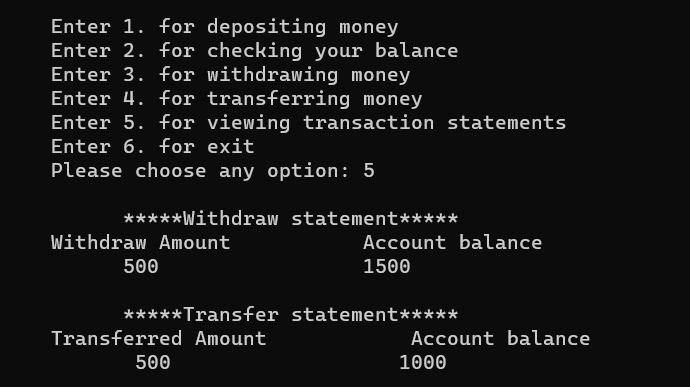 Enter 1. for depositing money
Enter 2. for checking your balance
Enter 3. for withdrawing money
Enter 4. for transferring money
Enter 5. for viewing transaction statements
Enter 6. for exit
Please choose any option: 5
*****Withdraw statement*****
Withdraw Amount Account balance
500 1500
*****Transfer statement*****
Transferred Amount Account balance
500 1000